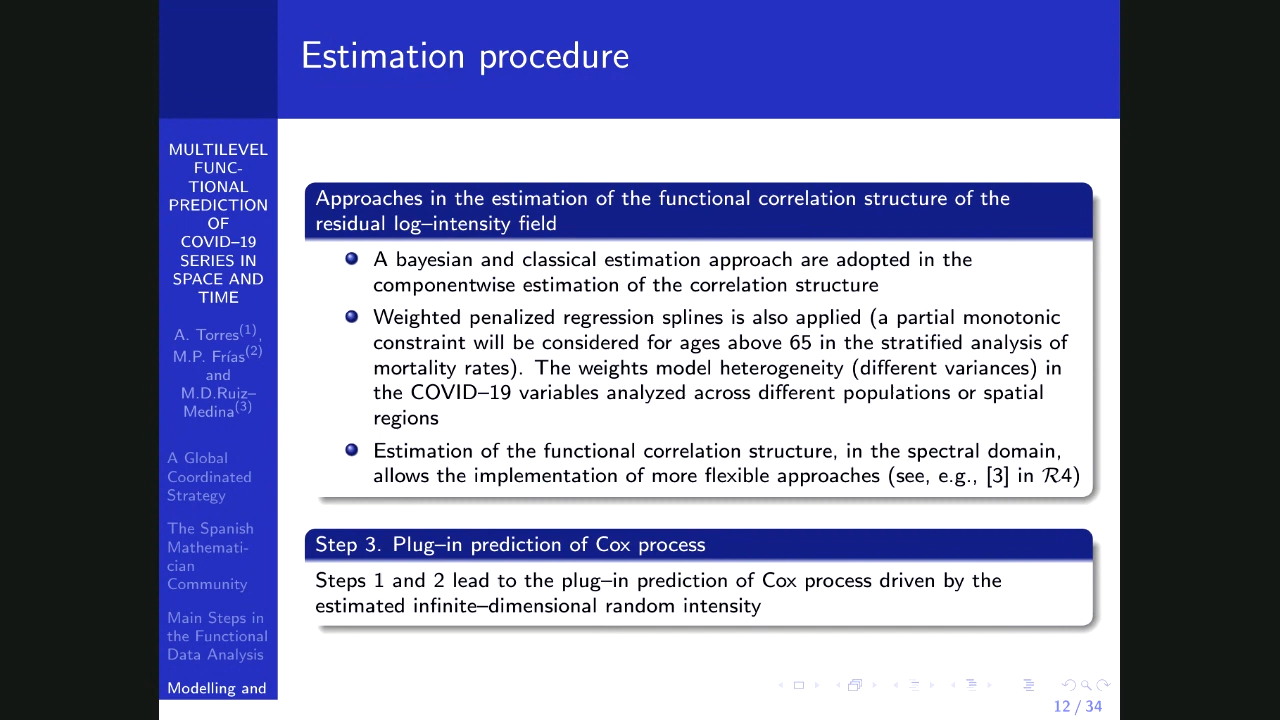 Estimation procedure
MULTILEVEL
FUNC-
TIONAL
PREDICTION
OF
COVID–19
SERIES IN
SPACE AND
TIME
A. Torres(1),
M.P. Frías(2)
and
M.D.Ruiz–
Medina(3)
A Global
Coordinated
Strategy
The Spanish
Mathemati-
cian
Community
Main Steps in
the Functional
Data Analysis
Modelling and
Approaches in the estimation of the functional correlation structure of the
residual log–intensity field
A bayesian and classical estimation approach are adopted in the
componentwise estimation of the correlation structure
Weighted penalized regression splines is also applied (a partial monotonic
constraint will be considered for ages above 65 in the stratified analysis of
mortality rates). The weights model heterogeneity (different variances) in
the COVID–19 variables analyzed across different populations or spatial
regions
Estimation of the functional correlation structure, in the spectral domain,
allows the implementation of more flexible approaches (see, e.g., [3] in ℛ4)
Step 3. Plug–in prediction of Cox process
Steps 1 and 2 lead to the plug–in prediction of Cox process driven by the
estimated infinite–dimensional random intensity
12 / 34